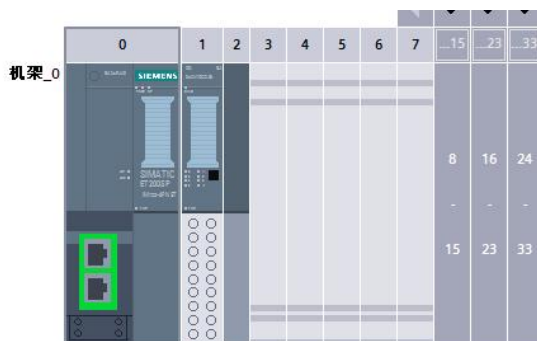 ...15 ...23 ...33
0 1 2 3 4 5 6 7
机架_0
SIEMENS
8 16 24
SIMATIC
ET 200SP
- - -
15 23 33